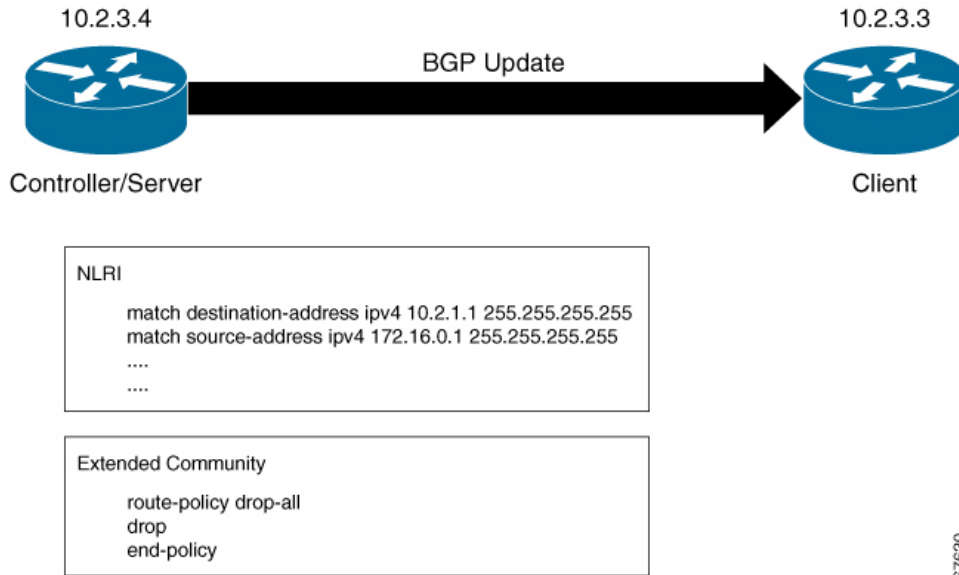 10.2.3.4
10.2.3.3
BGP Update
Controller/Server
Client
NLRI
match destination-address ipv4 10.2.1.1 255.255.255.255
match source-address ipv4 172.16.0.1 255.255.255.255
....
....
Extended Community
route-policy drop-all
drop
end-policy